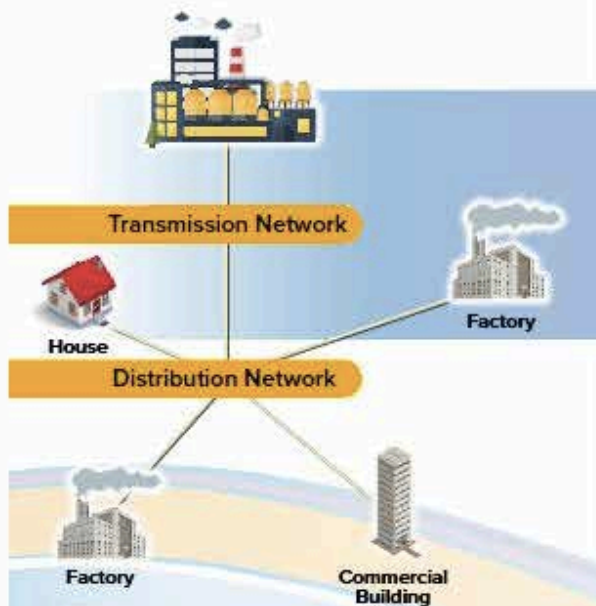 Transmission Network
Factory
House
Distribution Network
Factory
Commercial
Building